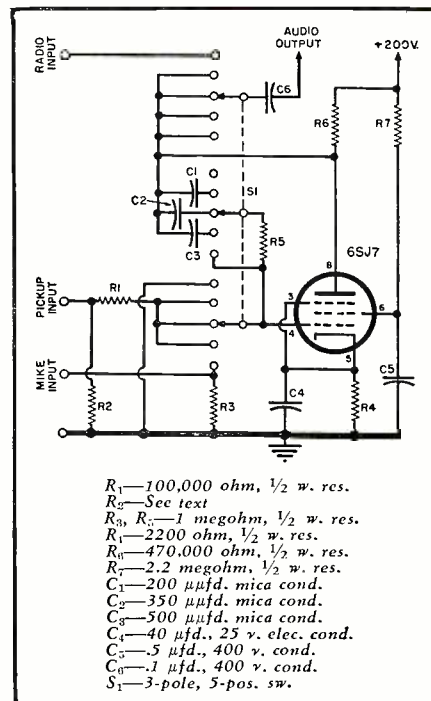 RADIO INPUT
AUDIO OUTPUT
+200V.
C6
R6
R7
C1
S1
C2
C3
R5
6SJ7
8
PICKUP INPUT
R1
3
6
4
5
MIKE INPUT
C4
C5
R2
R3
R4
R₁—100,000 ohm, ½ w. res.
R₂—See text
R₃, R₅—1 megohm, ½ w. res.
R₁—2200 ohm, ½ w. res.
R₆—470,000 ohm, ½ w. res.
R₇—2.2 megohm, ½ w. res.
C₁—200 μμfd. mica cond.
C₂—350 μμfd. mica cond.
C₃—500 μμfd. mica cond.
C₄—40 μfd., 25 v. elec. cond.
C₅—.5 μfd., 400 v. cond.
C₆—.1 μfd., 400 v. cond.
S₁—3-pole, 5-pos. sw.